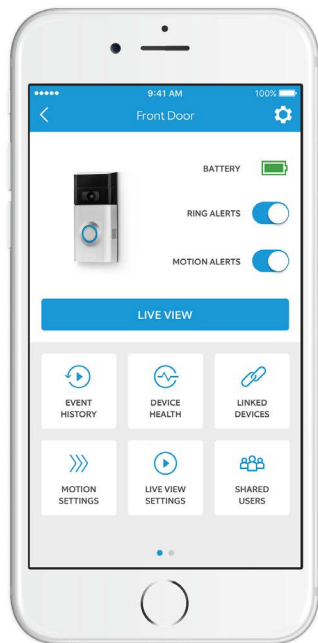 9:41 AM
100%
Front Door
BATTERY
RING ALERTS
MOTION ALERTS
LIVE VIEW
EVENT
HISTORY
DEVICE
HEALTH
LINKED
DEVICES
MOTION
SETTINGS
LIVE VIEW
SETTINGS
SHARED
USERS